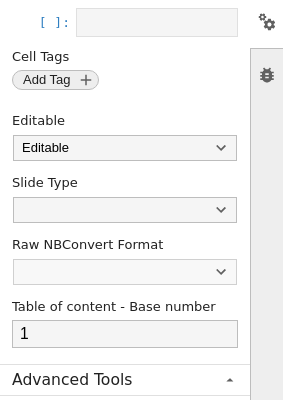 [ ]:
Cell Tags
Add Tag +
Editable
Editable
Slide Type
Raw NBConvert Format
Table of content - Base number
1
Advanced Tools